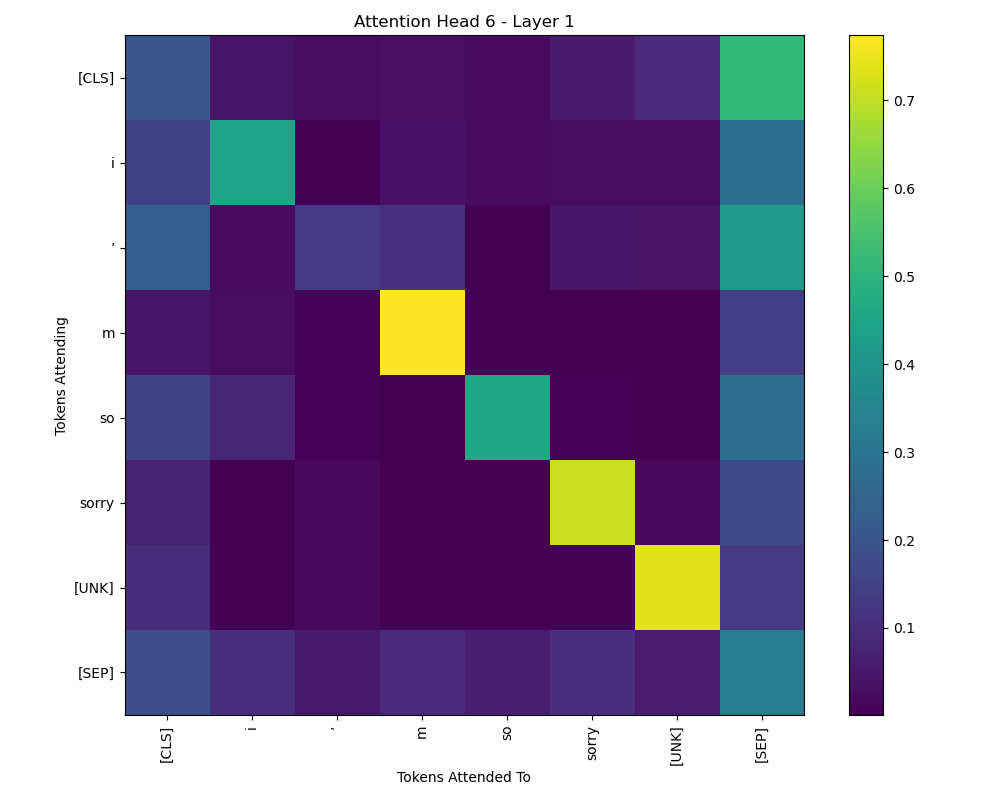 Attention Head 6 - Layer 1
Tokens Attending
[CLS]
i
’
m
so
sorry
[UNK]
[SEP]
[CLS]
i
’
m
so
sorry
[UNK]
[SEP]
Tokens Attended To
0.7
0.6
0.5
0.4
0.3
0.2
0.1